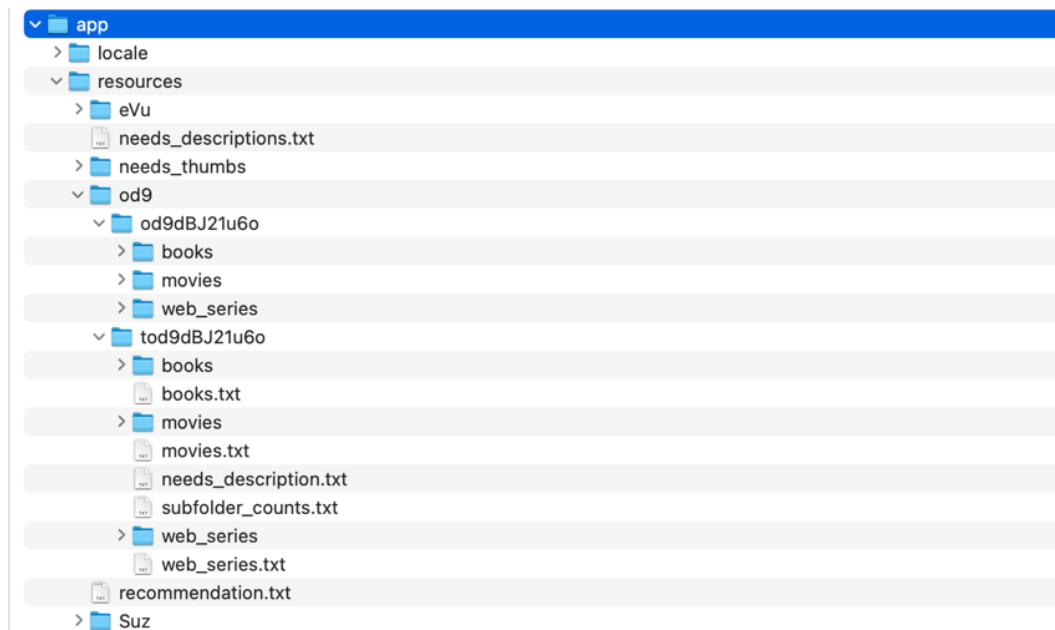 app
locale
resources
eVu
needs_descriptions.txt
needs_thumbs
od9
od9dBJ21u6o
books
movies
web_series
tod9dBJ21u6o
books
books.txt
movies
movies.txt
needs_description.txt
subfolder_counts.txt
web_series
web_series.txt
recommendation.txt
Suz